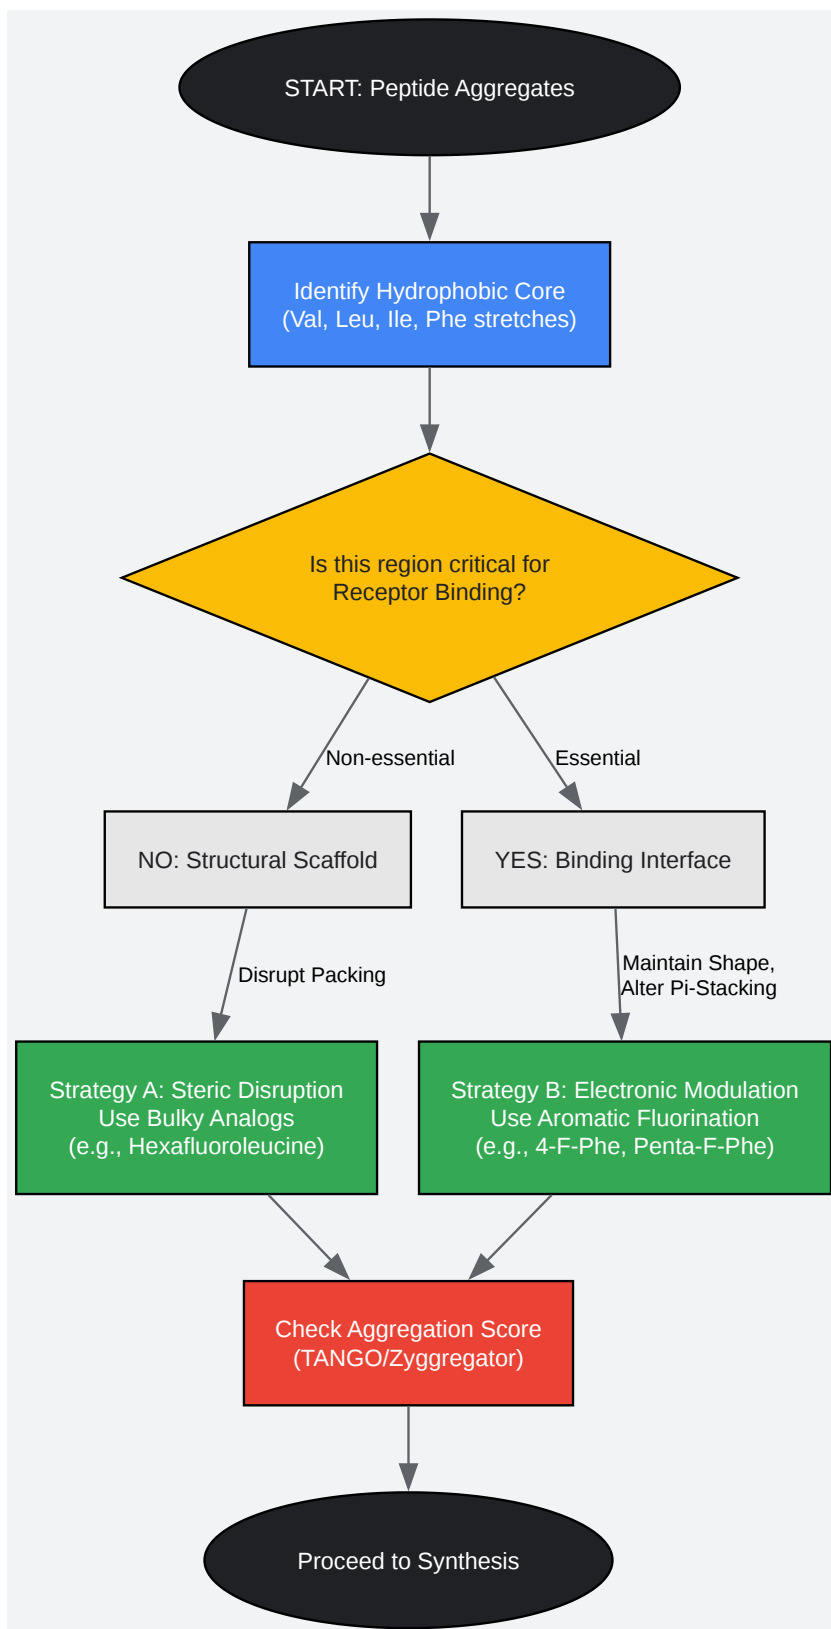 START: Peptide Aggregates
Identify Hydrophobic Core
(Val, Leu, Ile, Phe stretches)
Is this region critical for
Receptor Binding?
Non-essential
Essential
NO: Structural Scaffold
YES: Binding Interface
Disrupt Packing
Maintain Shape,
Alter Pi-Stacking
Strategy A: Steric Disruption
Use Bulky Analogs
(e.g., Hexafluoroleucine)
Strategy B: Electronic Modulation
Use Aromatic Fluorination
(e.g., 4-F-Phe, Penta-F-Phe)
Check Aggregation Score
(TANGO/Zyggregator)
Proceed to Synthesis